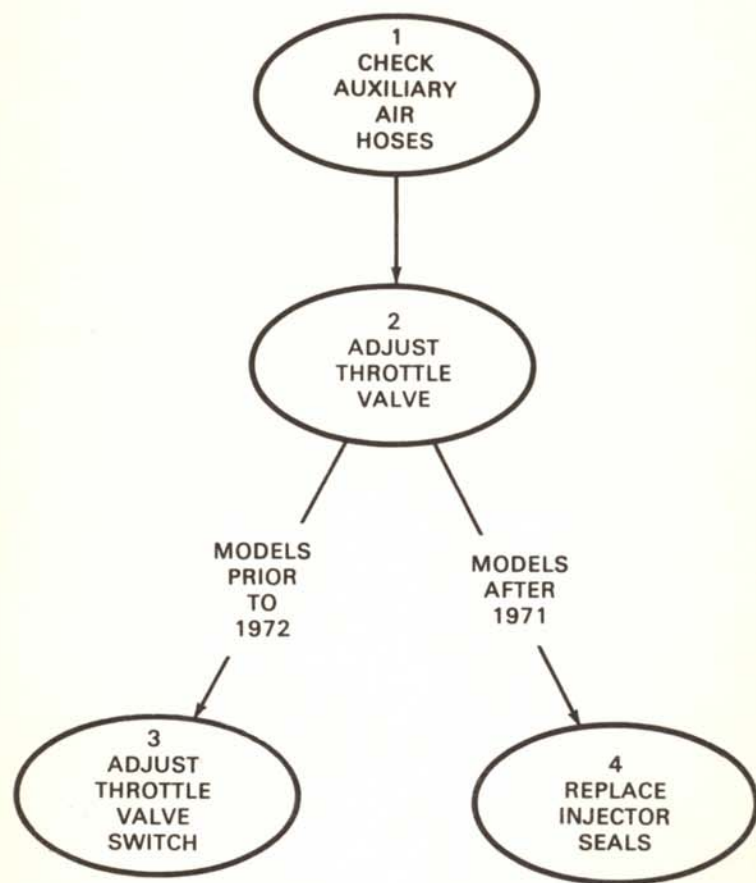 1
CHECK
AUXILIARY
AIR
HOSES
2
ADJUST
THROTTLE
VALVE
MODELS
PRIOR
TO
1972
MODELS
AFTER
1971
3
ADJUST
THROTTLE
VALVE
SWITCH
4
REPLACE
INJECTOR
SEALS